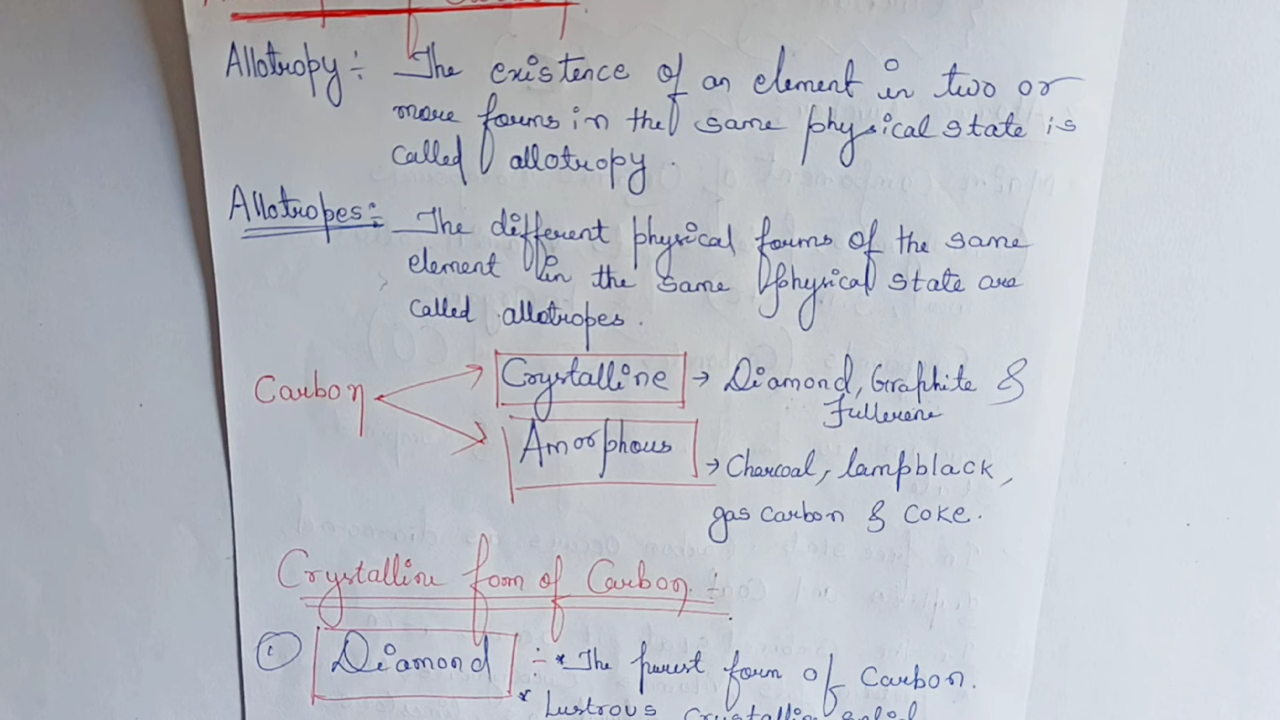 Allotropy :- The existence of an element in two or
more forms in the same physical state is
called allotropy.
Allotropes :- The different physical forms of the same
element in the same physical state are
called allotropes.
Carbon
Crystalline → Diamond, Graphite &
Fullerene
Amorphous
→ Charcoal, lampblack,
gas carbon & coke.
Crystalline form of Carbon :-
① Diamond :- * The purest form of Carbon.
* Lustrous crystalline solid